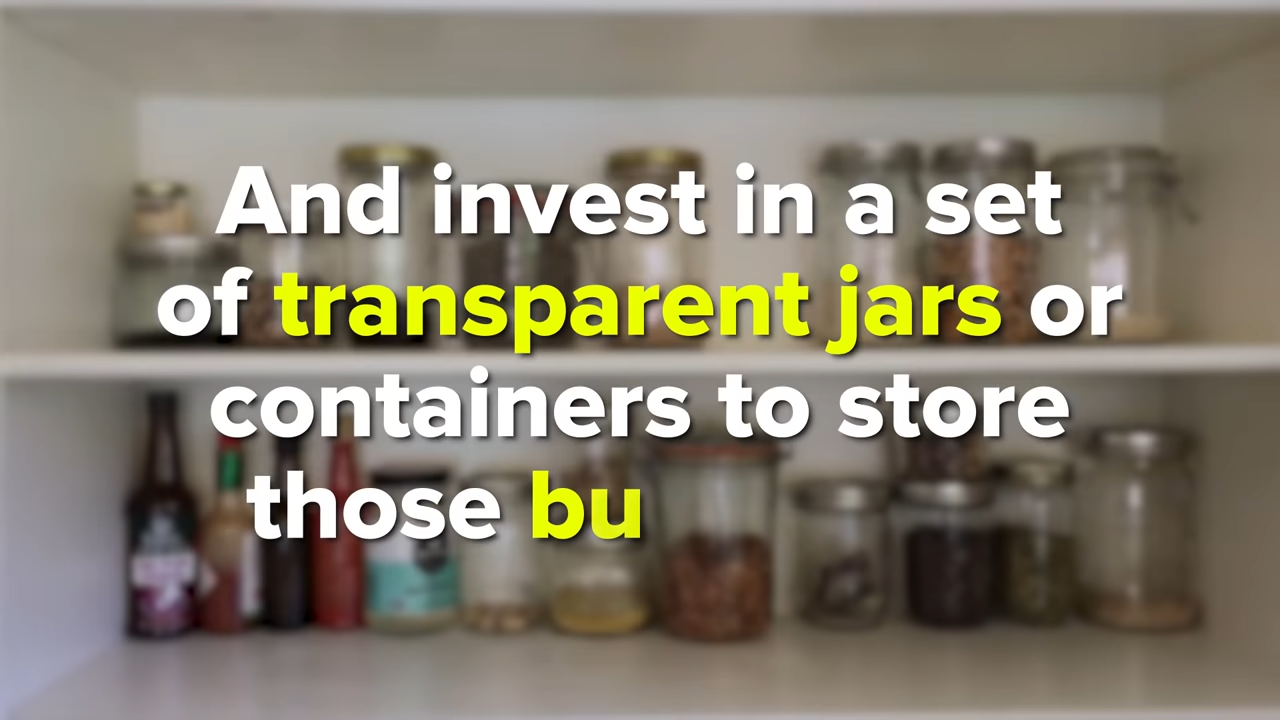 And invest in a set
of transparent jars or
containers to store
those bu